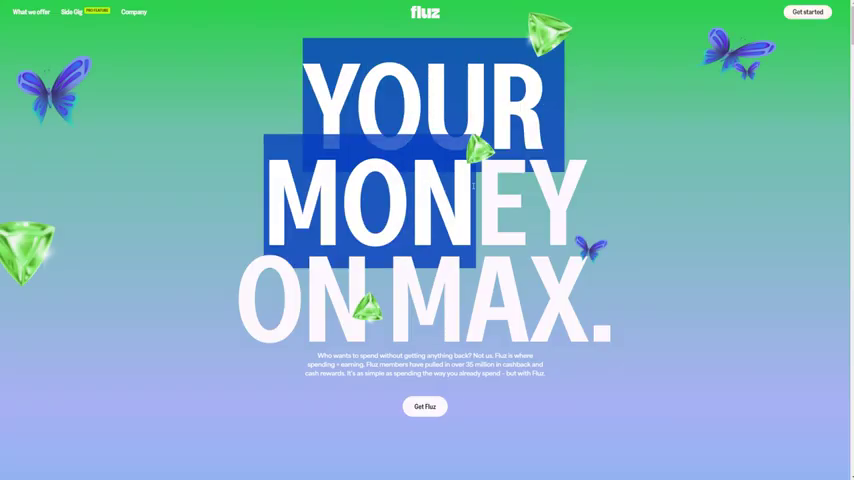 What we offer
Side Gig
PRO FEATURE
Company
fluz
Get started
YOUR
MONEY
ON MAX.
Who wants to spend without getting anything back? Not us. Fluz is where
spending + earning. Fluz members have pulled in over 35 million in cashback and
cash rewards. It's as simple as spending the way you already spend - but with Fluz.
Get Fluz